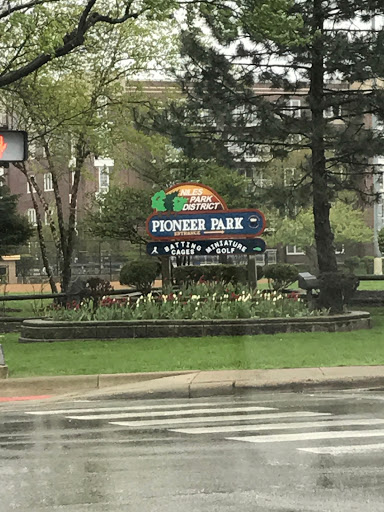 NILES
PARK
DISTRICT
PIONEER PARK
ENTRANCE
BATTING MINIATURE
CAGES GOLF